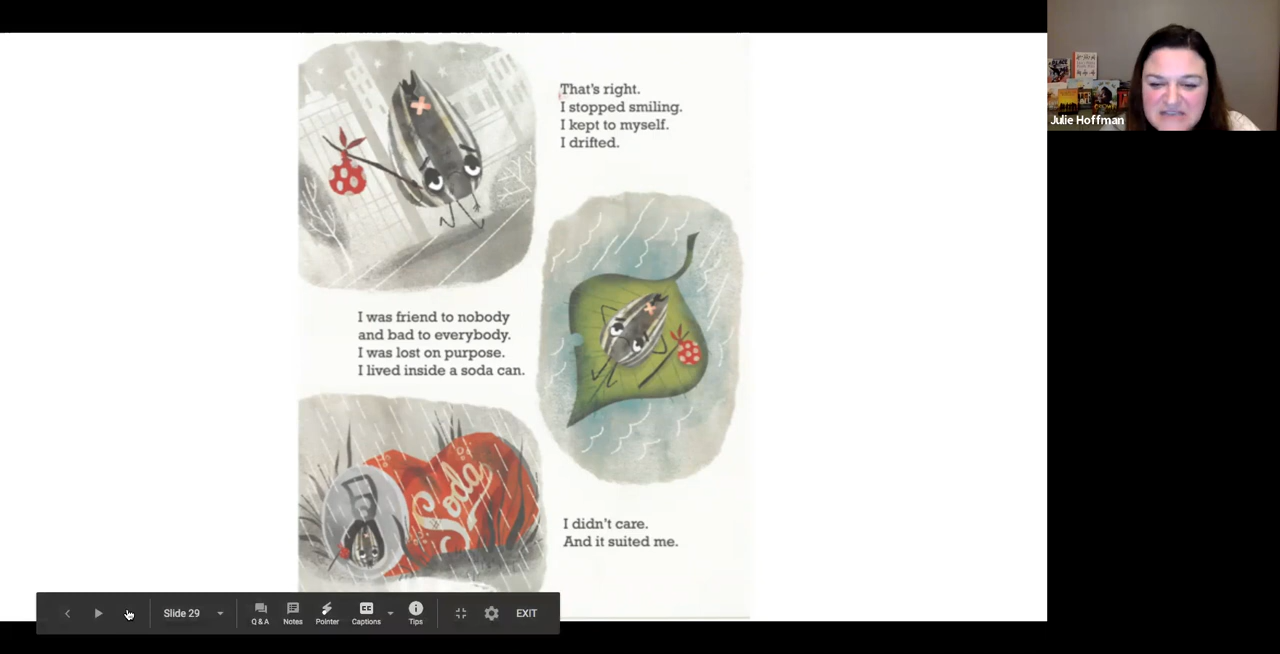 That's right.
I stopped smiling.
I kept to myself.
I drifted.
I was friend to nobody
and bad to everybody.
I was lost on purpose.
I lived inside a soda can.
Soda
I didn't care.
And it suited me.
Julie Hoffman
Slide 29
Q & A
Notes
Pointer
CC
Captions
Tips
EXIT